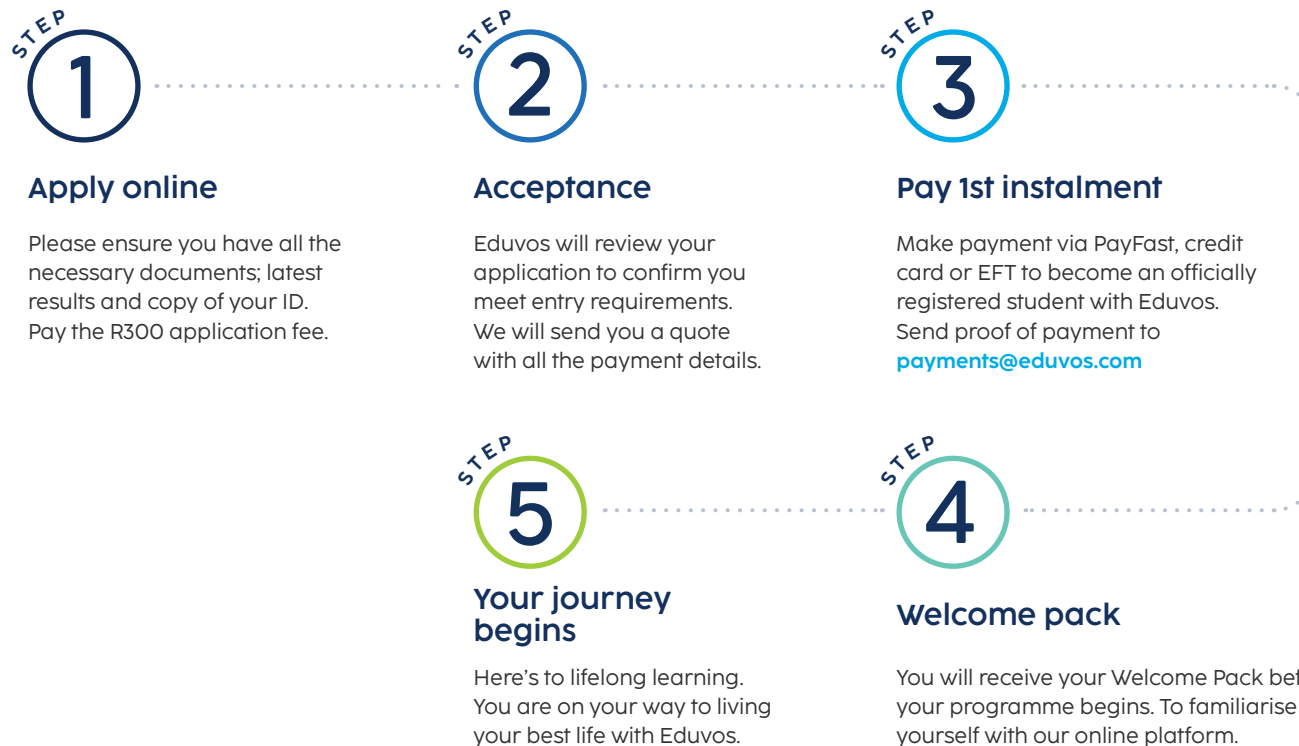 STEP
1
Apply online
Please ensure you have all the
necessary documents; latest
results and copy of your ID.
Pay the R300 application fee.
STEP
2
Acceptance
Eduvos will review your
application to confirm you
meet entry requirements.
We will send you a quote
with all the payment details.
STEP
3
Pay 1st instalment
Make payment via PayFast, credit
card or EFT to become an officially
registered student with Eduvos.
Send proof of payment to
payments@eduvos.com
STEP
4
Welcome pack
You will receive your Welcome Pack
your programme begins. To familiarise
yourself with our online platform.
STEP
5
Your journey
begins
Here's to lifelong learning.
You are on your way to living
your best life with Eduvos.